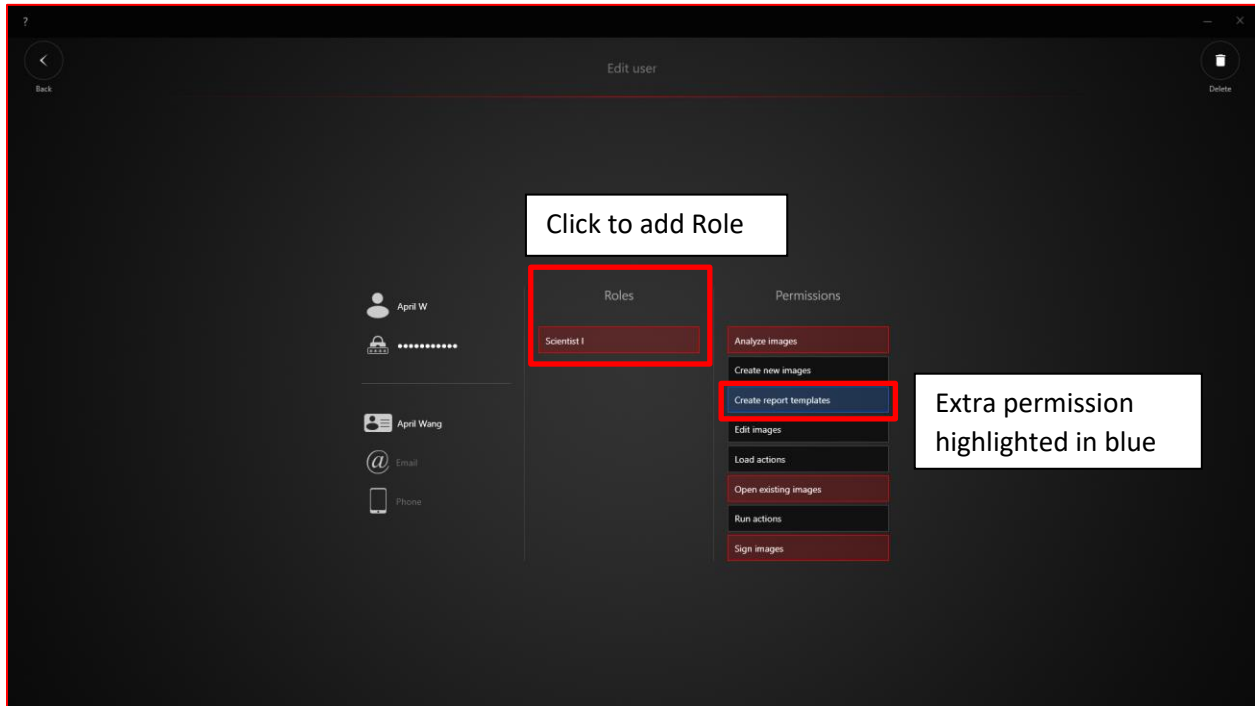 ?
Back
Edit user
Delete
Click to add Role
April W
April Wang
Email
Phone
Roles
Scientist I
Permissions
Analyze images
Create new images
Create report templates
Edit images
Load actions
Open existing images
Run actions
Sign images
Extra permission
highlighted in blue